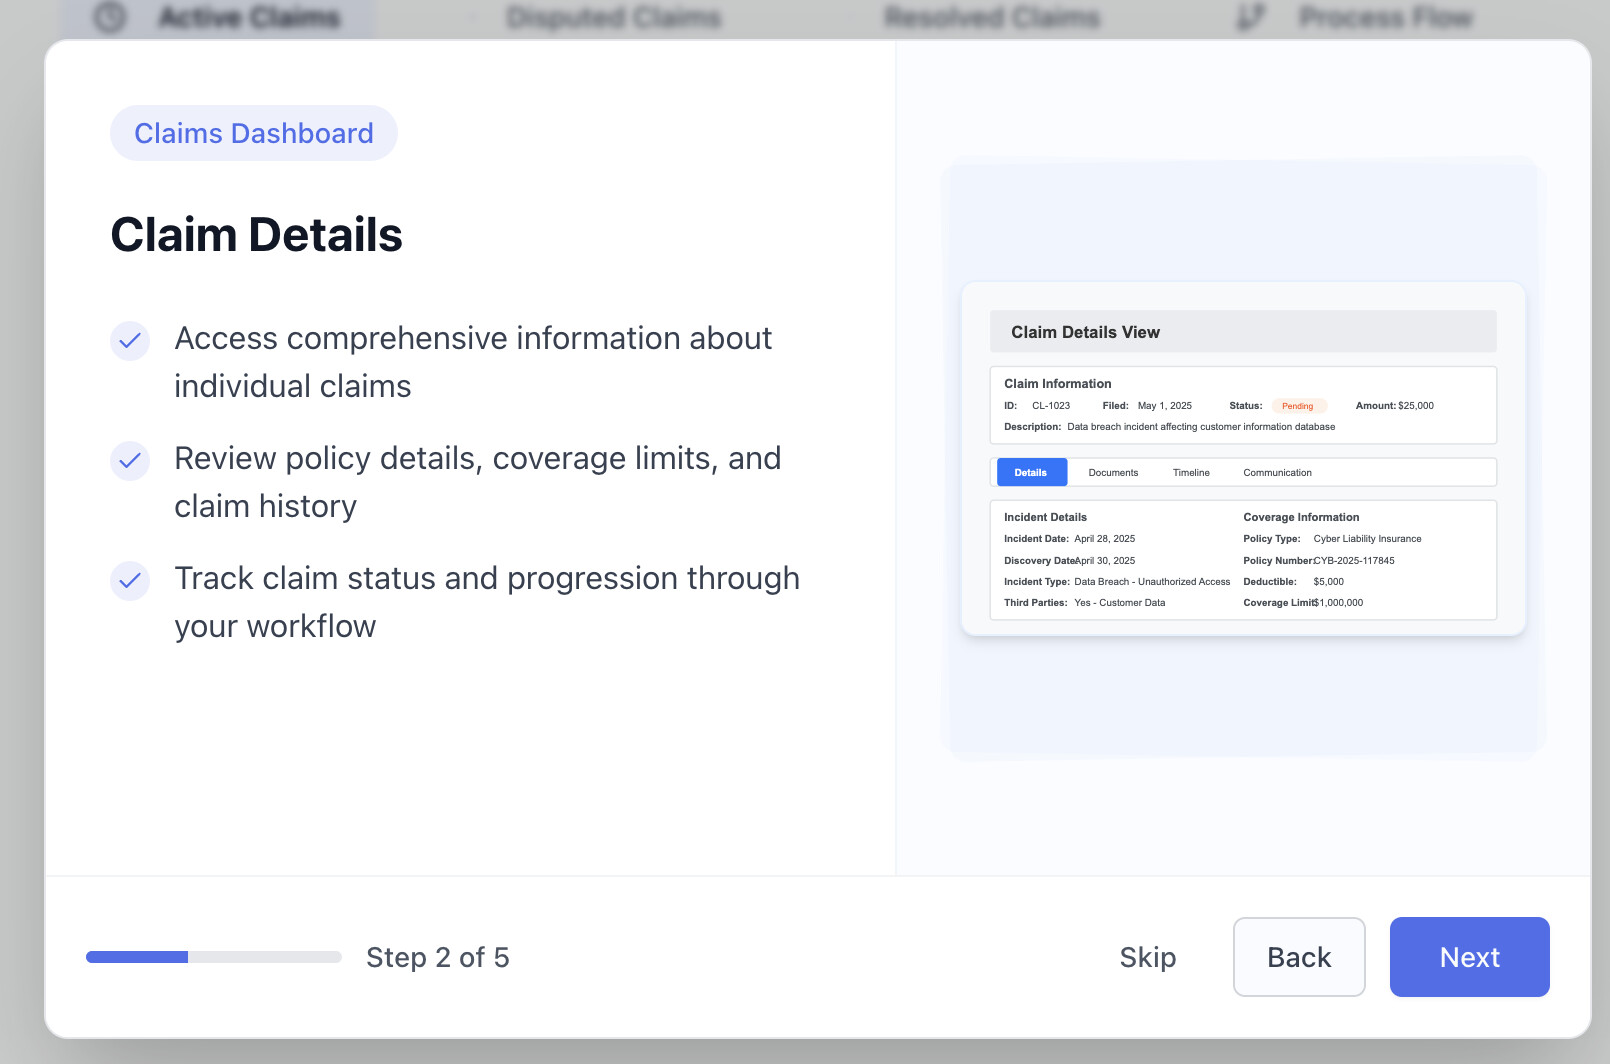 Active Claims Disputed Claims Resolved Claims Process Flow
Claims Dashboard
Claim Details
Access comprehensive information about
individual claims
Review policy details, coverage limits, and
claim history
Track claim status and progression through
your workflow
Claim Details View
Claim Information
ID: CL-1023 Filed: May 1, 2025 Status: Pending Amount: $25,000
Description: Data breach incident affecting customer information database
Details Documents Timeline Communication
Incident Details Coverage Information
Incident Date: April 28, 2025 Policy Type: Cyber Liability Insurance
Discovery Date April 30, 2025 Policy Number: CYB-2025-117845
Incident Type: Data Breach - Unauthorized Access Deductible: $5,000
Third Parties: Yes - Customer Data Coverage Limit $1,000,000
Step 2 of 5 Skip Back Next